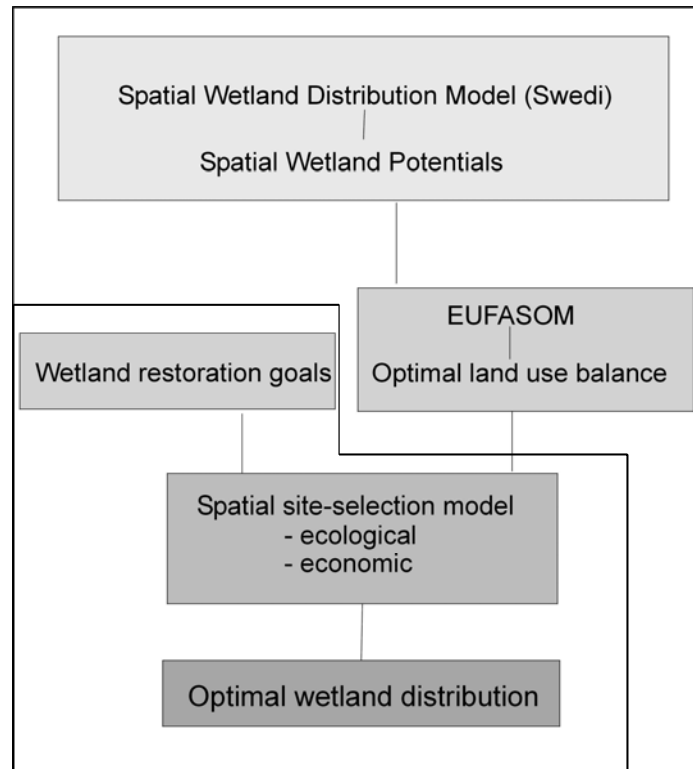 Spatial Wetland Distribution Model (Swedi)
Spatial Wetland Potentials
EUFASOM
Optimal land use balance
Wetland restoration goals
Spatial site-selection model
- ecological
- economic
Optimal wetland distribution